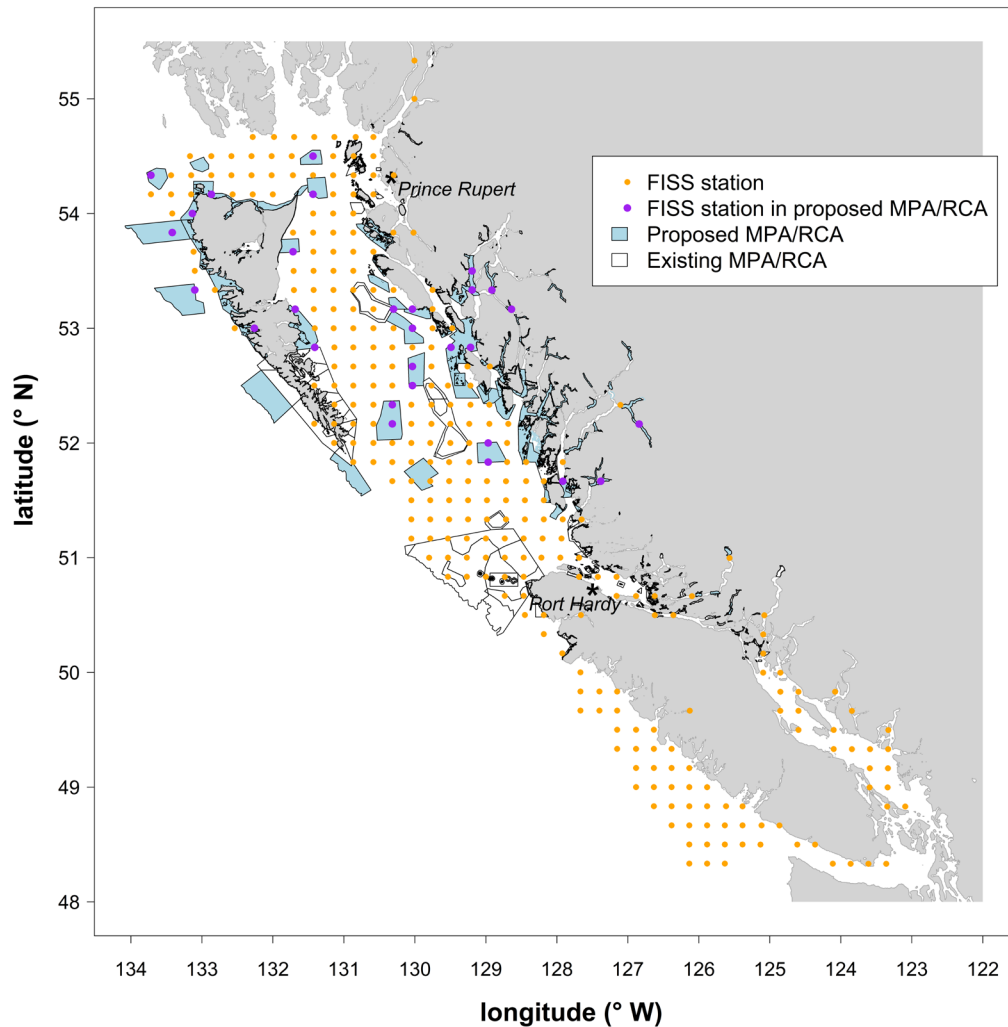 55
54
53
52
51
50
49
48
latitude (° N)
Prince Rupert
*
FISS station
FISS station in proposed MPA/RCA
Proposed MPA/RCA
Existing MPA/RCA
*
Port Hardy
134 133 132 131 130 129 128 127 126 125 124 123 122
longitude (° W)